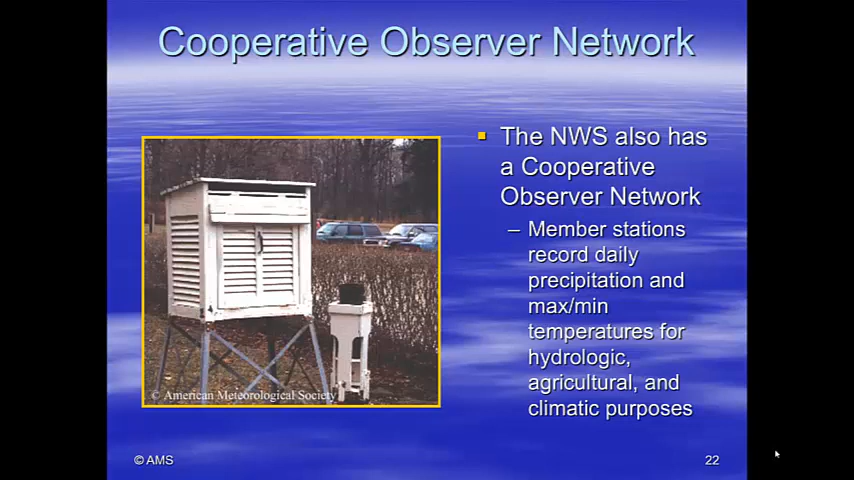 Cooperative Observer Network
The NWS also has
a Cooperative
Observer Network
– Member stations
record daily
precipitation and
max/min
temperatures for
hydrologic,
agricultural, and
climatic purposes
© American Meteorological Society
© AMS
22